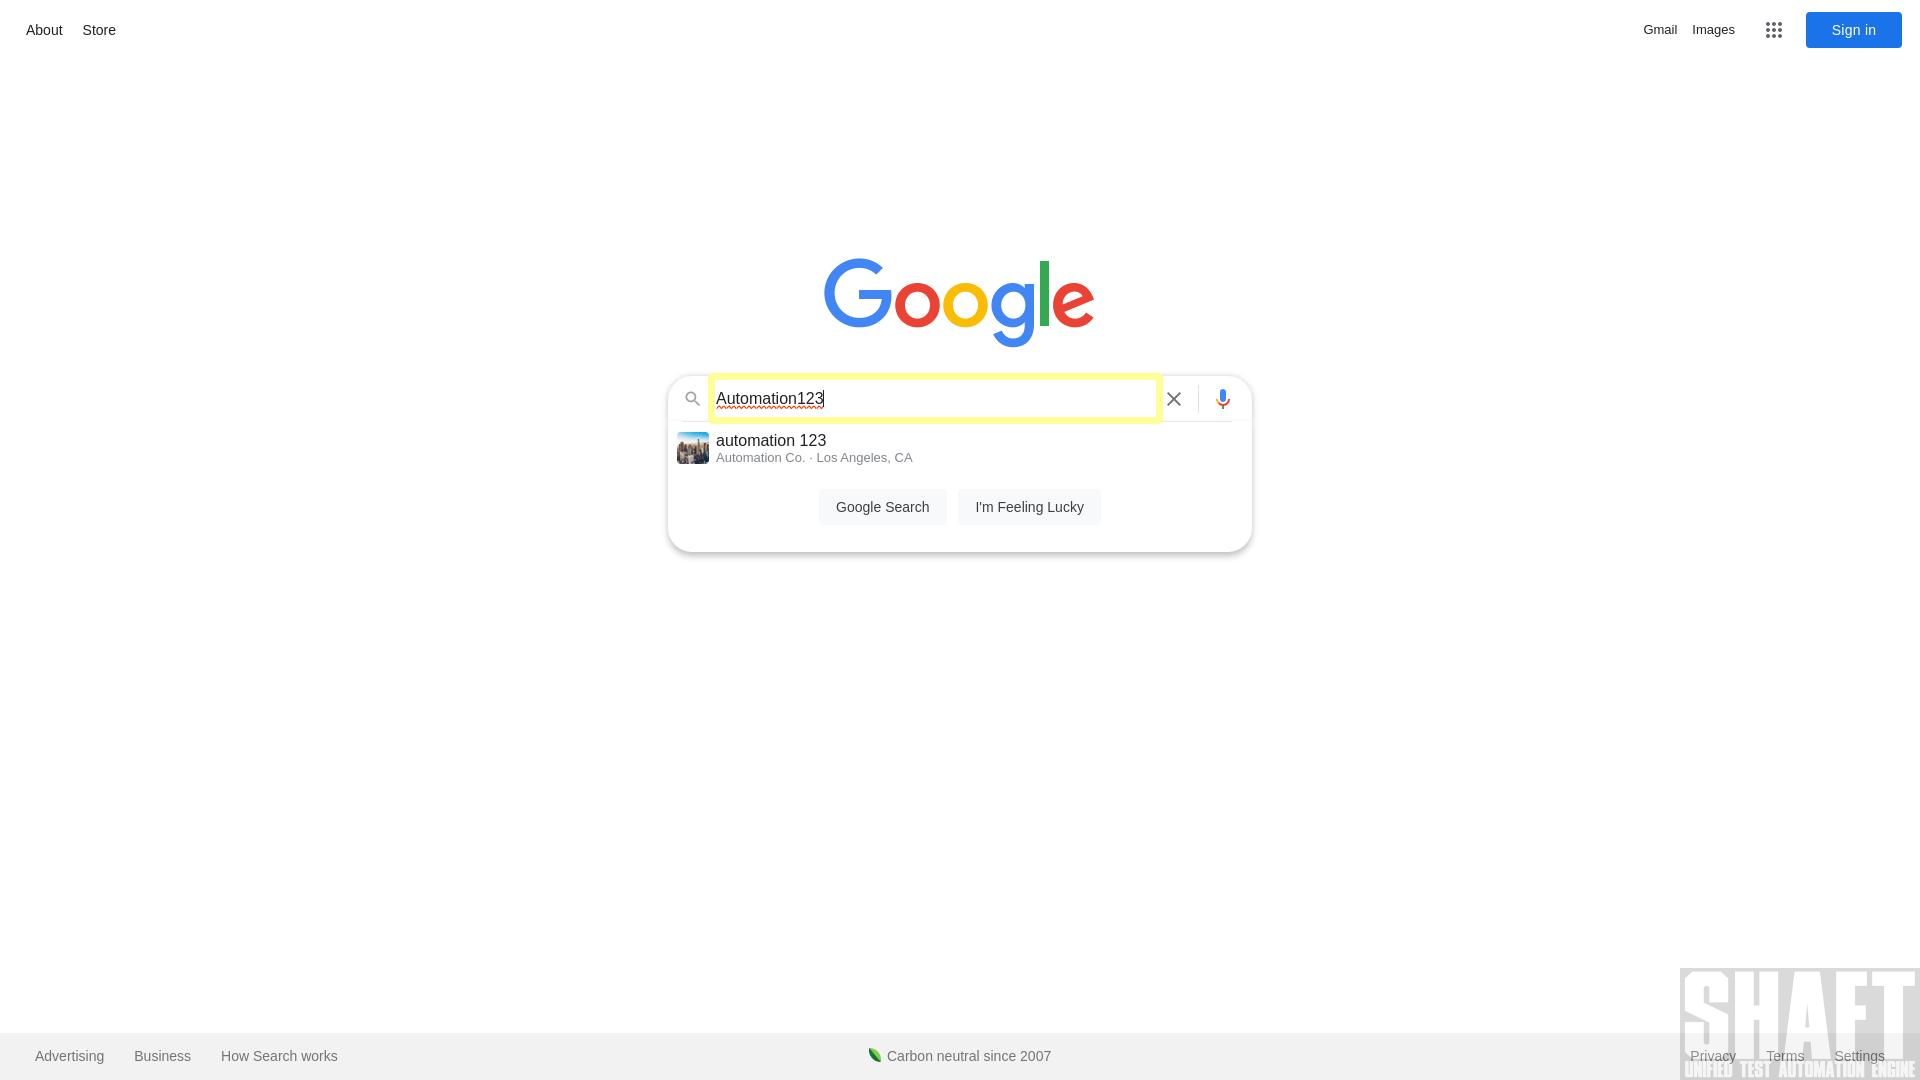 About Store
Gmail Images Sign in
Google
Automation123
automation 123
Automation Co. · Los Angeles, CA
Google Search I'm Feeling Lucky
SHAFT
Advertising Business How Search works Carbon neutral since 2007 Privacy Terms Settings
UNIFIED TEST AUTOMATION ENGINE